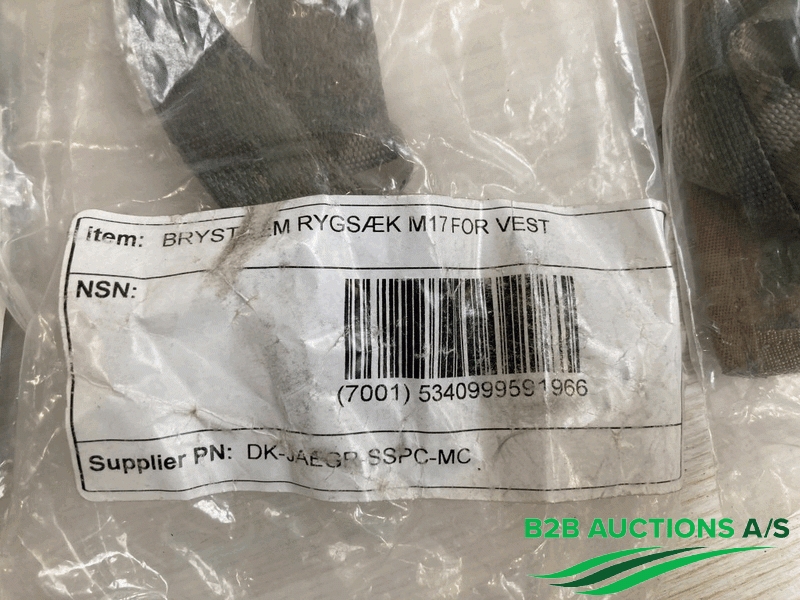 item: RYGSÆK M17FOR VEST
NSN:
(7001) 5340999591966
Supplier PN: DK-JAEGR-SSPC-MC
B2B AUCTIONS A/S